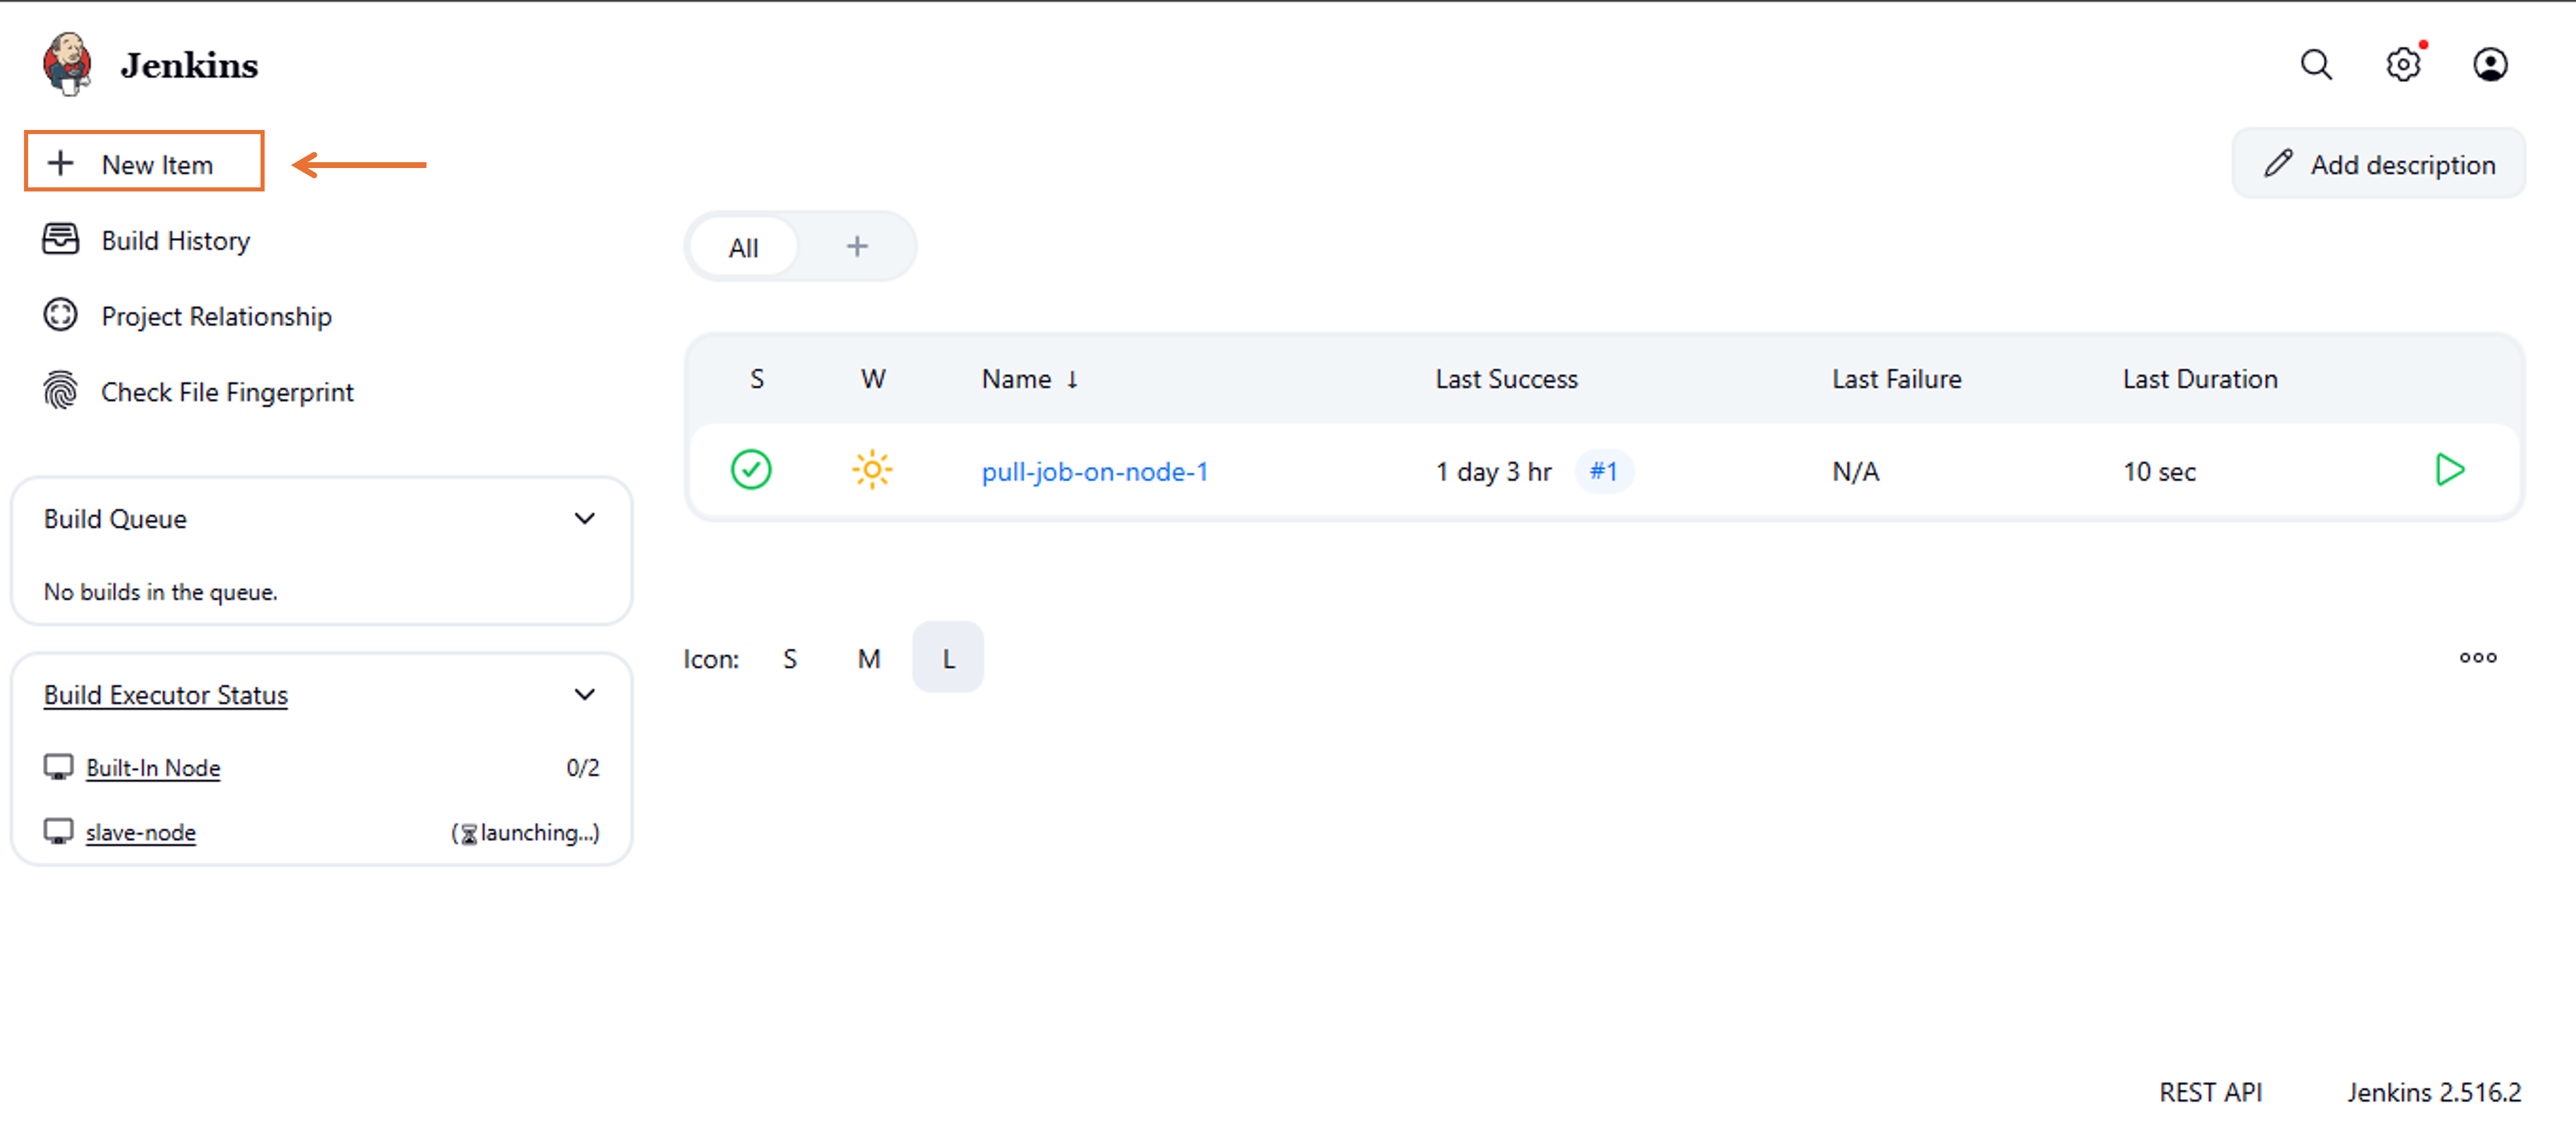 Jenkins
New Item
Add description
Build History
All
Project Relationship
Check File Fingerprint
S W Name ↓ Last Success Last Failure Last Duration
pull-job-on-node-1 1 day 3 hr #1 N/A 10 sec
Build Queue
No builds in the queue.
Icon: S M L
Build Executor Status
Built-In Node 0/2
slave-node (⏳launching...)
REST API Jenkins 2.516.2